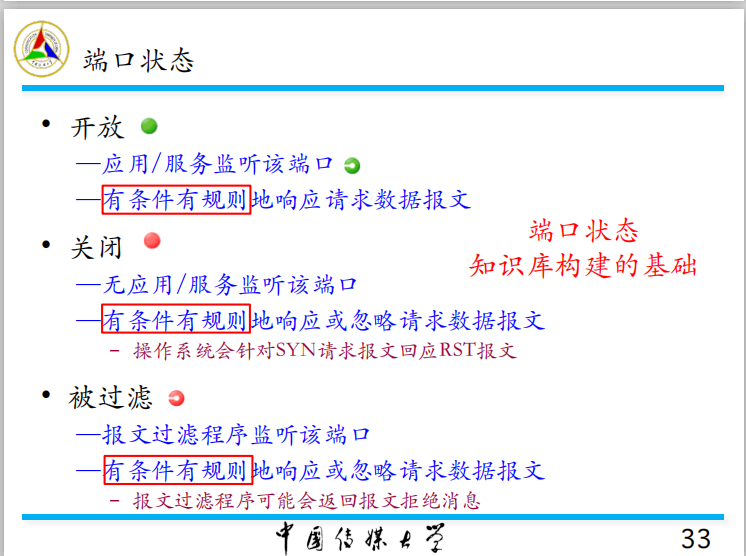 端口状态
• 开放
—应用/服务监听该端口
—有条件有规则地响应请求数据报文
• 关闭
—无应用/服务监听该端口
—有条件有规则地响应或忽略请求数据报文
– 操作系统会针对SYN请求报文回应RST报文
• 被过滤
—报文过滤程序监听该端口
—有条件有规则地响应或忽略请求数据报文
– 报文过滤程序可能会返回报文拒绝消息
端口状态
知识库构建的基础
中国传媒大学
33